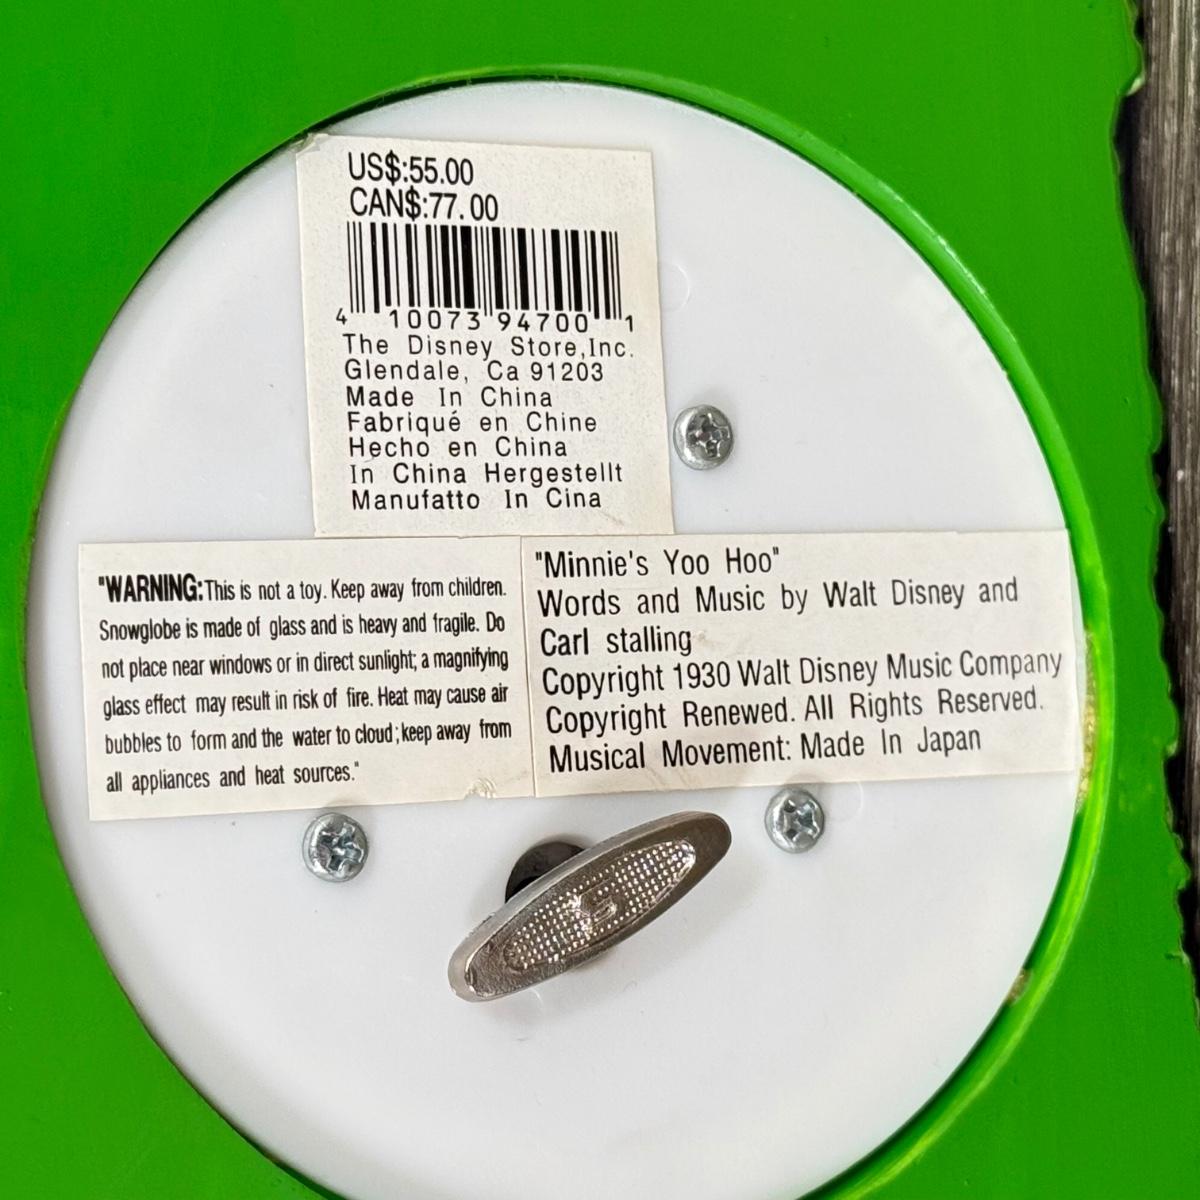 US$:55.00
CAN$:77.00
4 10073 94700 1
The Disney Store,Inc.
Glendale, Ca 91203
Made In China
Fabriqué en Chine
Hecho en China
In China Hergestellt
Manufatto In Cina
"WARNING:This is not a toy. Keep away from children.
Snowglobe is made of glass and is heavy and fragile. Do
not place near windows or in direct sunlight; a magnifying
glass effect may result in risk of fire. Heat may cause air
bubbles to form and the water to cloud; keep away from
all appliances and heat sources."
"Minnie's Yoo Hoo"
Words and Music by Walt Disney and
Carl stalling
Copyright 1930 Walt Disney Music Company
Copyright Renewed. All Rights Reserved.
Musical Movement: Made In Japan